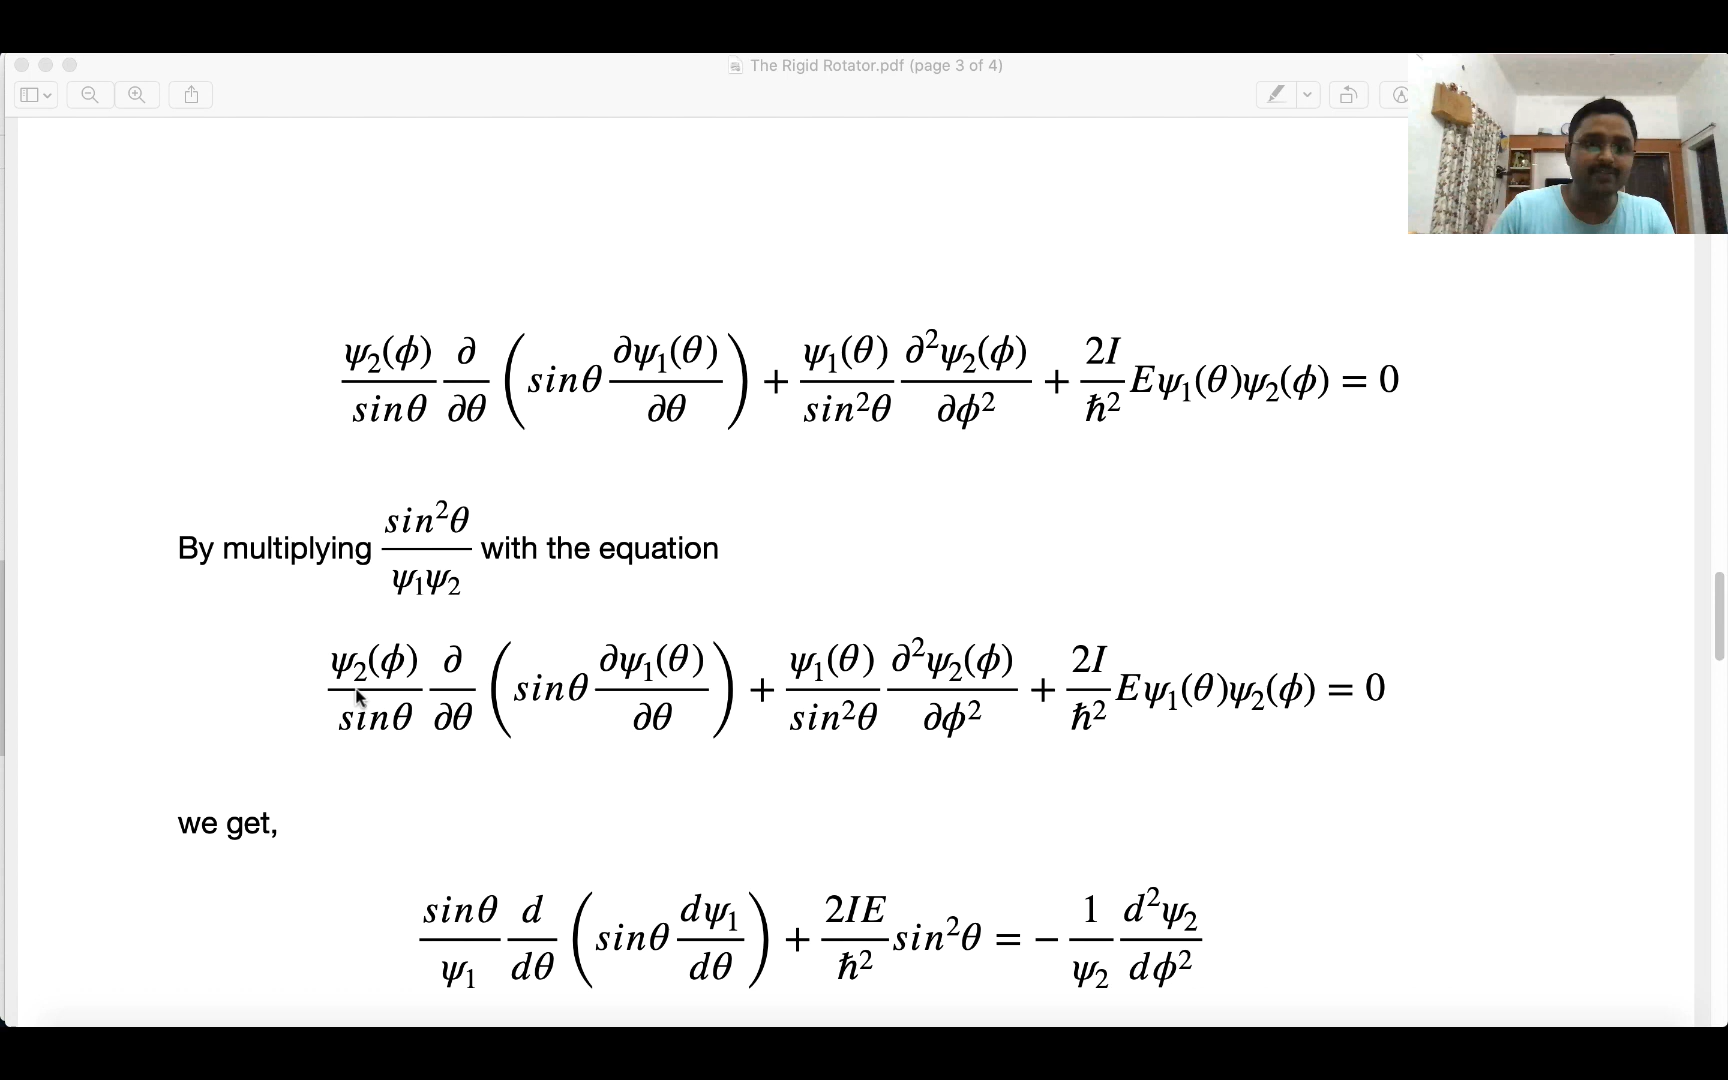 The Rigid Rotator.pdf (page 3 of 4)
ψ₂(ϕ)/sinθ ∂/∂θ (sinθ ∂ψ₁(θ)/∂θ) + ψ₁(θ)/sin²θ ∂²ψ₂(ϕ)/∂ϕ² + 2I/ℏ² Eψ₁(θ)ψ₂(ϕ) = 0
By multiplying sin²θ/ψ₁ψ₂ with the equation
ψ₂(ϕ)/sinθ ∂/∂θ (sinθ ∂ψ₁(θ)/∂θ) + ψ₁(θ)/sin²θ ∂²ψ₂(ϕ)/∂ϕ² + 2I/ℏ² Eψ₁(θ)ψ₂(ϕ) = 0
we get,
sinθ/ψ₁ d/dθ (sinθ dψ₁/dθ) + 2IE/ℏ² sin²θ = − 1/ψ₂ d²ψ₂/dϕ²